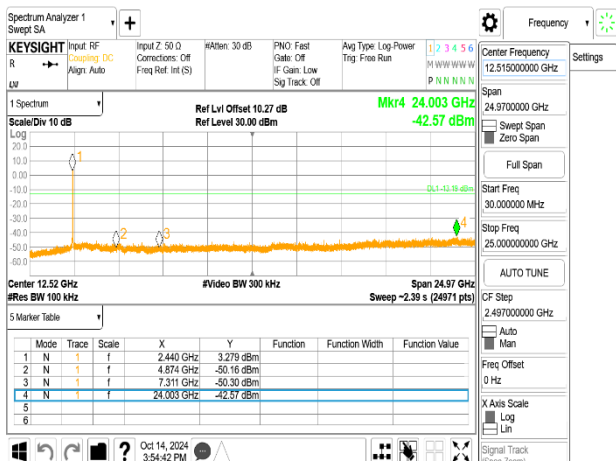 Spectrum Analyzer 1
Swept SA
Frequency
KEYSIGHT
R
LXI
Input: RF
Coupling: DC
Align: Auto
Input Z: 50 Ω
Corrections: Off
Freq Ref: Int (S)
#Atten: 30 dB
PNO: Fast
Gate: Off
IF Gain: Low
Sig Track: Off
Avg Type: Log-Power
Trig: Free Run
1 2 3 4 5 6
M W W W W W
P N N N N N
Center Frequency
12.515000000 GHz
Settings
Span
24.9700000 GHz
Swept Span
Zero Span
Full Span
Start Freq
30.000000 MHz
Stop Freq
25.000000000 GHz
AUTO TUNE
CF Step
2.497000000 GHz
Auto
Man
Freq Offset
0 Hz
X Axis Scale
Log
Lin
Signal Track
1 Spectrum
Scale/Div 10 dB
Ref Lvl Offset 10.27 dB
Ref Level 30.00 dBm
Mkr4 24.003 GHz
-42.57 dBm
Log
20.0
10.0
0.00
-10.0
-20.0
-30.0
-40.0
-50.0
-60.0
1
2
3
4
Center 12.52 GHz
#Video BW 300 kHz
Span 24.97 GHz
#Res BW 100 kHz
Sweep ~2.39 s (24971 pts)
5 Marker Table
Mode Trace Scale X Y Function Function Width Function Value
1 N 1 f 2.440 GHz 3.279 dBm
2 N 1 f 4.874 GHz -50.16 dBm
3 N 1 f 7.311 GHz -50.30 dBm
4 N 1 f 24.003 GHz -42.57 dBm
5
6
?
Oct 14, 2024
3:54:42 PM